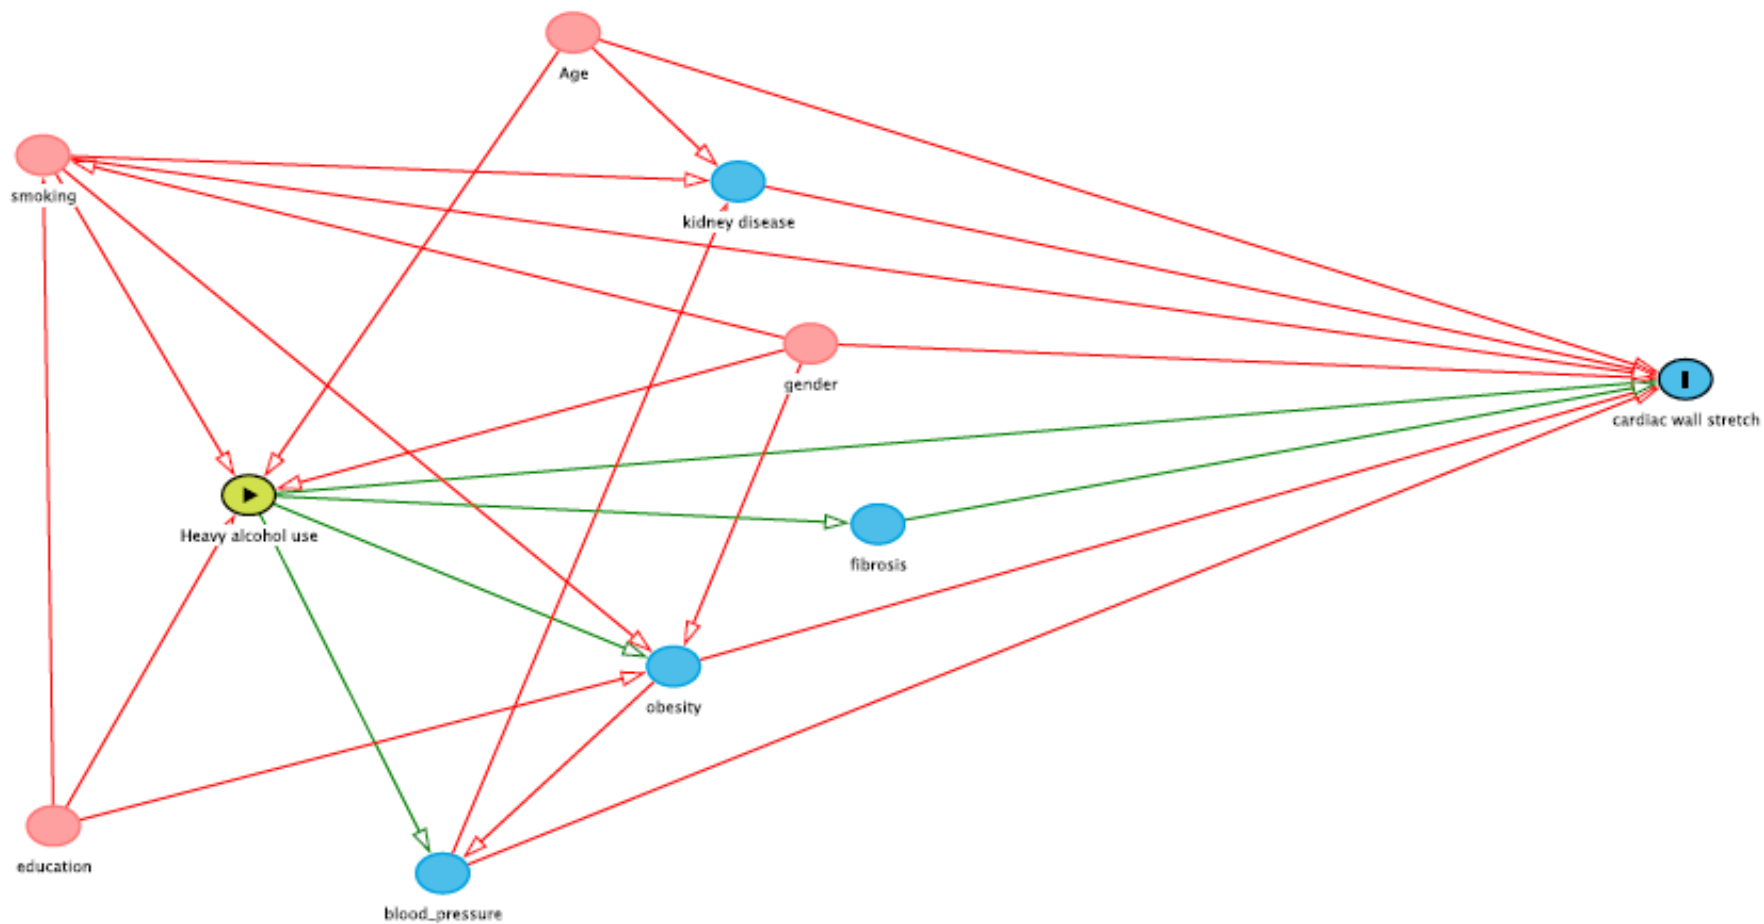 Age
smoking
kidney disease
gender
cardiac wall stretch
Heavy alcohol use
fibrosis
obesity
education
blood_pressure